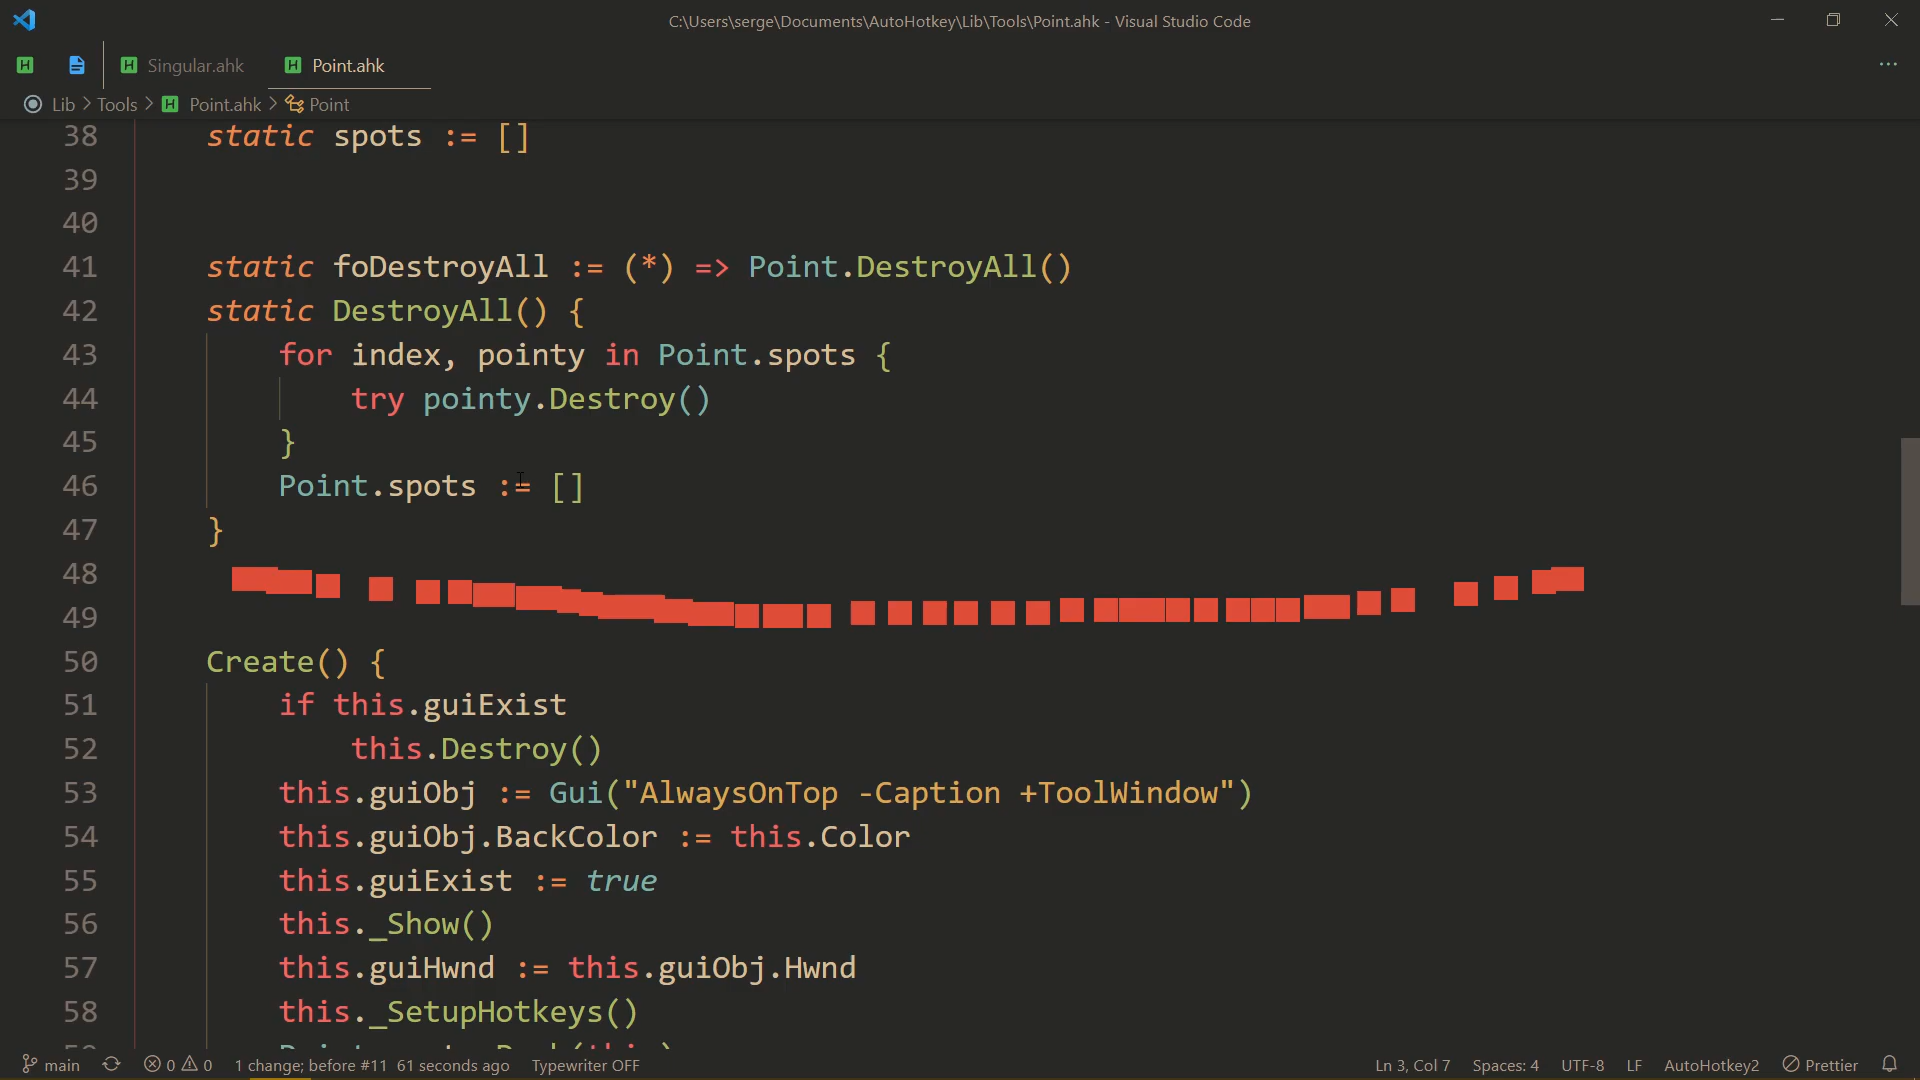 C:\Users\serge\Documents\AutoHotkey\Lib\Tools\Point.ahk - Visual Studio Code
Singular.ahk Point.ahk
Lib > Tools > Point.ahk > Point
38 static spots := []
39
40
41 static foDestroyAll := (*) => Point.DestroyAll()
42 static DestroyAll() {
43 for index, pointy in Point.spots {
44 try pointy.Destroy()
45 }
46 Point.spots := []
47 }
48
49
50 Create() {
51 if this.guiExist
52 this.Destroy()
53 this.guiObj := Gui("AlwaysOnTop -Caption +ToolWindow")
54 this.guiObj.BackColor := this.Color
55 this.guiExist := true
56 this._Show()
57 this.guiHwnd := this.guiObj.Hwnd
58 this._SetupHotkeys()
main 0 0 1 change; before #11 61 seconds ago Typewriter OFF Ln 3, Col 7 Spaces: 4 UTF-8 LF AutoHotkey2 Prettier